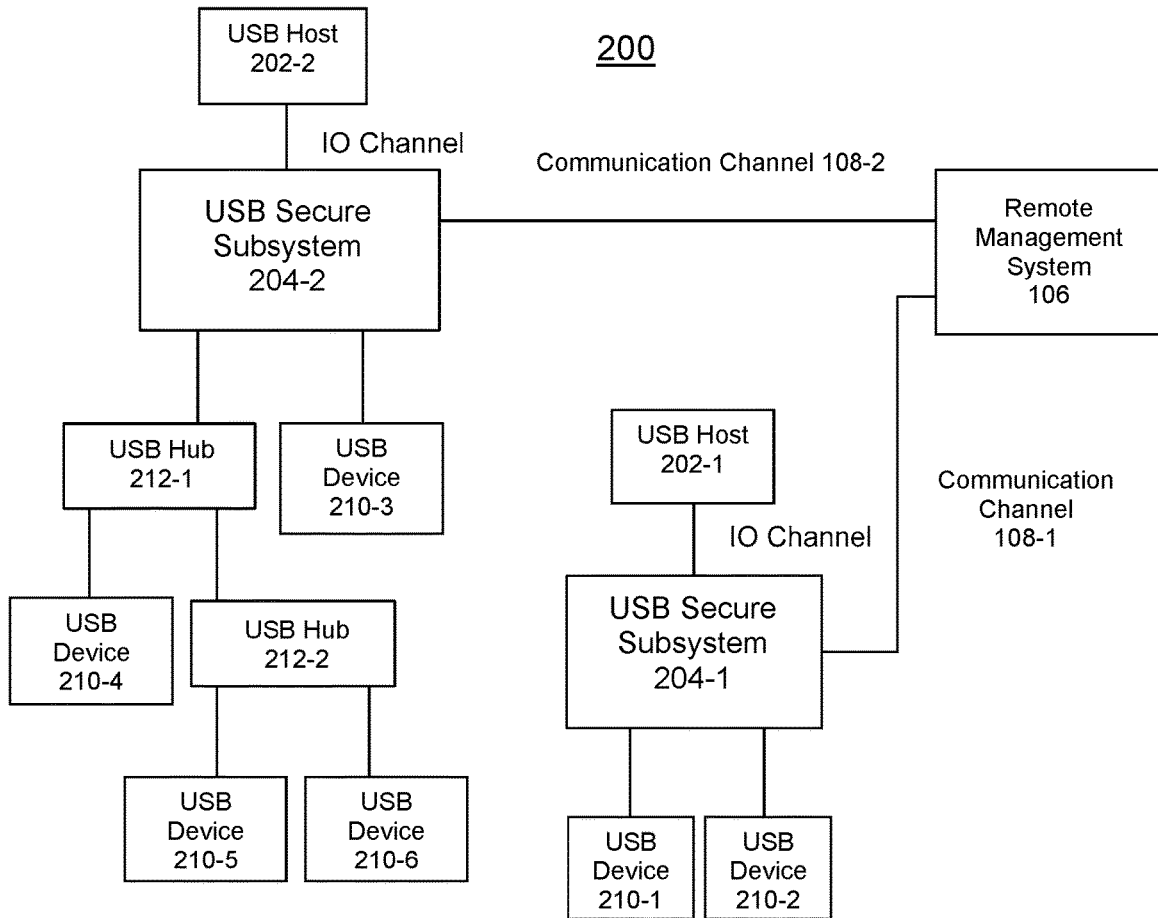 USB Host
202-2
200
IO Channel
Communication Channel 108-2
USB Secure
Subsystem
204-2
Remote
Management
System
106
USB Hub
212-1
USB
Device
210-3
USB Host
202-1
Communication
Channel
108-1
IO Channel
USB
Device
210-4
USB Hub
212-2
USB Secure
Subsystem
204-1
USB
Device
210-5
USB
Device
210-6
USB
Device
210-1
USB
Device
210-2